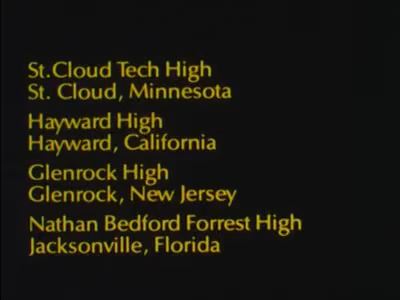 St.Cloud Tech High
St. Cloud, Minnesota
Hayward High
Hayward, California
Glenrock High
Glenrock, New Jersey
Nathan Bedford Forrest High
Jacksonville, Florida